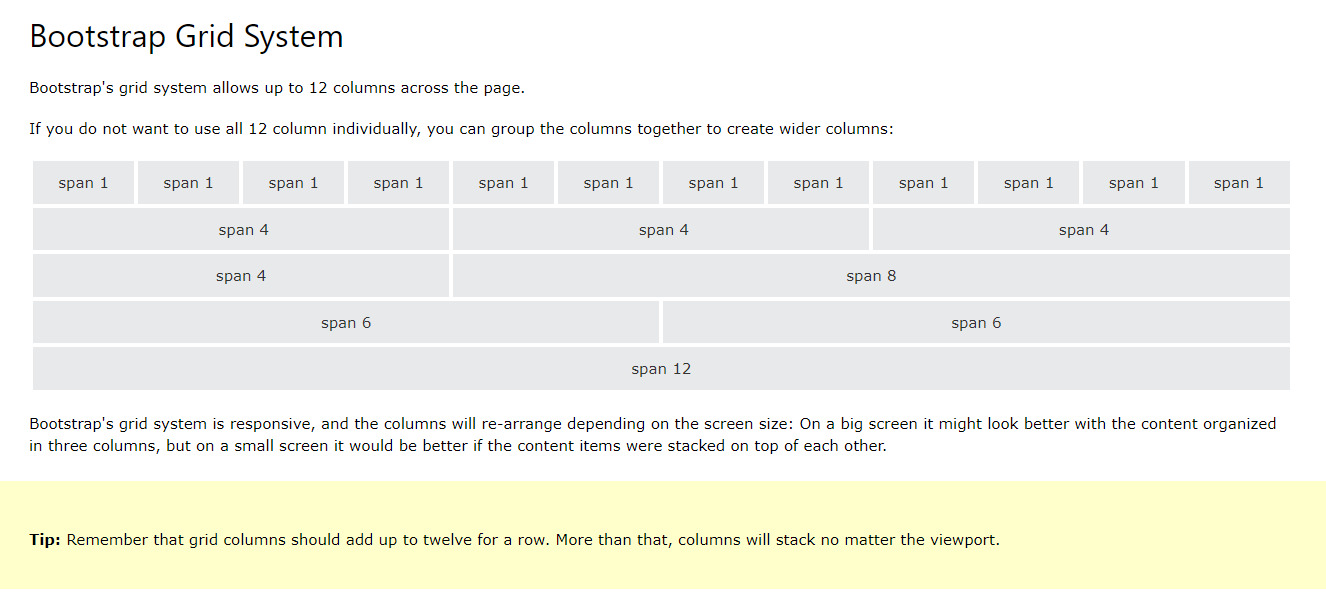 Bootstrap Grid System
Bootstrap's grid system allows up to 12 columns across the page.
If you do not want to use all 12 column individually, you can group the columns together to create wider columns:
span 1 span 1 span 1 span 1 span 1 span 1 span 1 span 1 span 1 span 1 span 1 span 1
span 4 span 4 span 4
span 4 span 8
span 6 span 6
span 12
Bootstrap's grid system is responsive, and the columns will re-arrange depending on the screen size: On a big screen it might look better with the content organized
in three columns, but on a small screen it would be better if the content items were stacked on top of each other.
Tip: Remember that grid columns should add up to twelve for a row. More than that, columns will stack no matter the viewport.